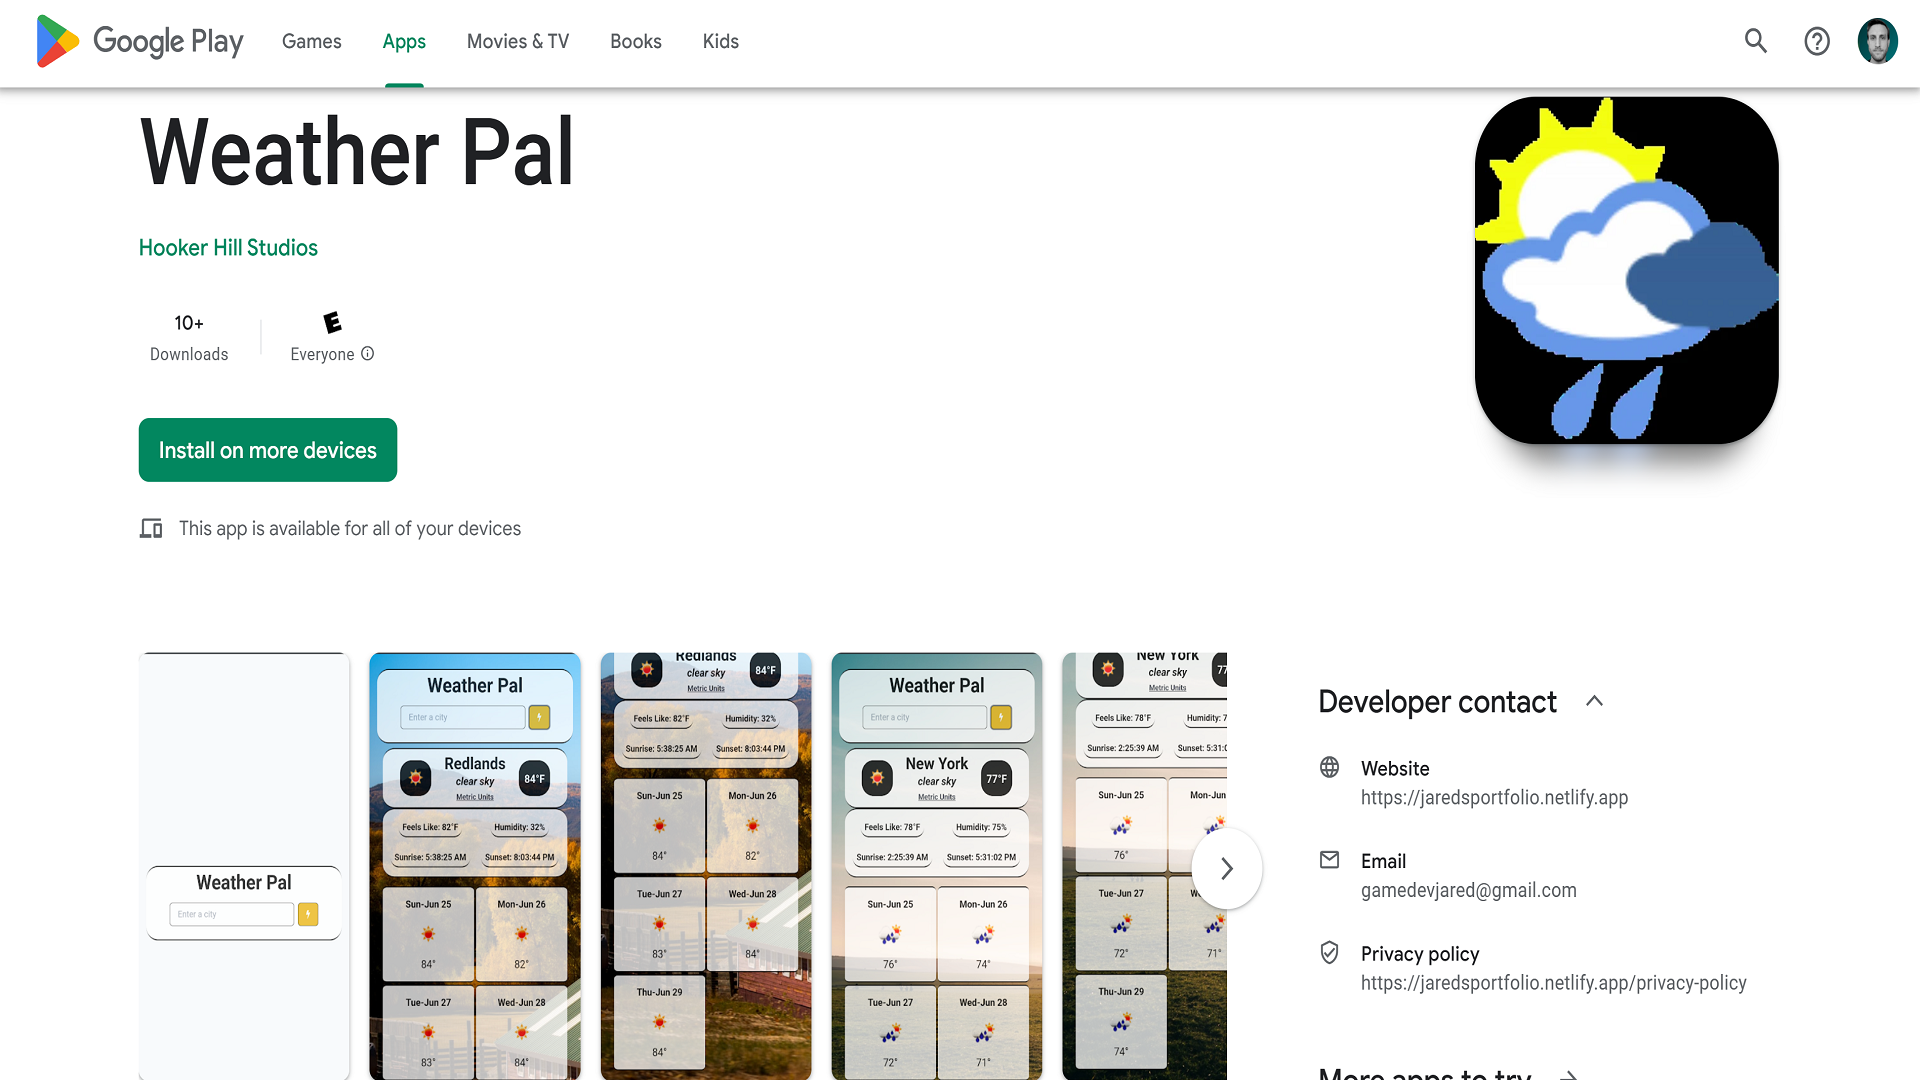 Google Play Games Apps Movies & TV Books Kids
Weather Pal
Hooker Hill Studios
10+
Downloads
E
Everyone
Install on more devices
This app is available for all of your devices
Weather Pal
Enter a city
Weather Pal
Enter a city
Redlands
clear sky
84°F
Metric Units
Feels Like: 82°F Humidity: 32%
Sunrise: 5:38:25 AM Sunset: 8:03:44 PM
Sun-Jun 25 Mon-Jun 26
84° 82°
Tue-Jun 27 Wed-Jun 28
83° 84°
Redlands
clear sky
84°F
Metric Units
Feels Like: 82°F Humidity: 32%
Sunrise: 5:38:25 AM Sunset: 8:03:44 PM
Sun-Jun 25 Mon-Jun 26
84° 82°
Tue-Jun 27 Wed-Jun 28
83° 84°
Thu-Jun 29
84°
Weather Pal
Enter a city
New York
clear sky
77°F
Metric Units
Feels Like: 78°F Humidity: 75%
Sunrise: 2:25:39 AM Sunset: 5:31:02 PM
Sun-Jun 25 Mon-Jun 26
76° 74°
Tue-Jun 27 Wed-Jun 28
72° 71°
New York
clear sky
77
Metric Units
Feels Like: 78°F Humidity: 7
Sunrise: 2:25:39 AM Sunset: 5:31:0
Sun-Jun 25 Mon-Jun
76°
Tue-Jun 27 W
72° 71°
Thu-Jun 29
74°
Developer contact
Website
https://jaredsportfolio.netlify.app
Email
gamedevjared@gmail.com
Privacy policy
https://jaredsportfolio.netlify.app/privacy-policy
More apps to try